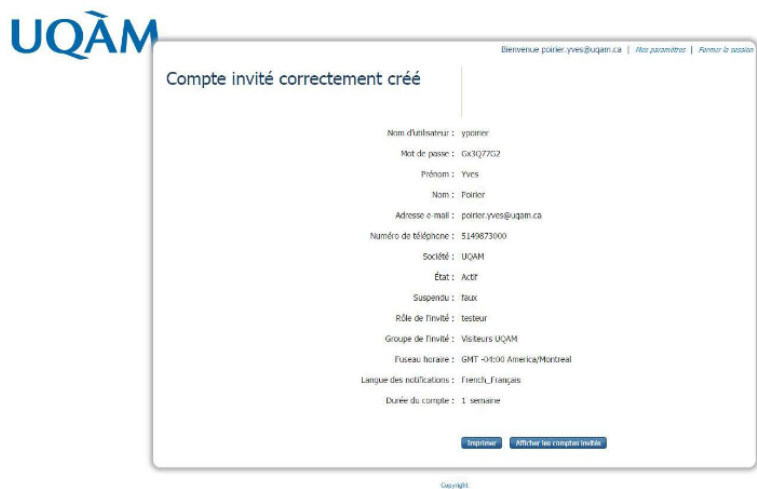 UQÀM
Bienvenue poirier.yves@uqam.ca | Mes paramètres | Fermer la session
Compte invité correctement créé
Nom d'utilisateur : ypoirier
Mot de passe : Gx3Q77G2
Prénom : Yves
Nom : Poirier
Adresse e-mail : poirier.yves@uqam.ca
Numéro de téléphone : 5149873000
Société : UQAM
État : Actif
Suspendu : faux
Rôle de l'invité : testeur
Groupe de l'invité : Visiteurs UQAM
Fuseau horaire : GMT -04:00 America/Montreal
Langue des notifications : French_Français
Durée du compte : 1 semaine
Imprimer Afficher les comptes invités
Copyright